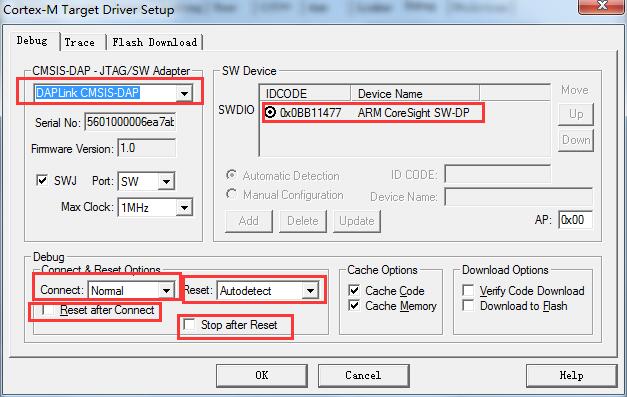 Cortex-M Target Driver Setup
Debug Trace Flash Download
CMSIS-DAP - JTAG/SW Adapter
DAPLink CMSIS-DAP
Serial No: 5601000006ea7ab
Firmware Version: 1.0
SWJ Port: SW
Max Clock: 1MHz
SW Device
IDCODE Device Name
SWDIO 0x0BB11477 ARM CoreSight SW-DP
Move
Up
Down
Automatic Detection ID CODE:
Manual Configuration Device Name:
Add Delete Update AP: 0x00
Debug
Connect & Reset Options
Connect: Normal Reset: Autodetect
Reset after Connect
Stop after Reset
Cache Options
Cache Code
Cache Memory
Download Options
Verify Code Download
Download to Flash
OK Cancel Help